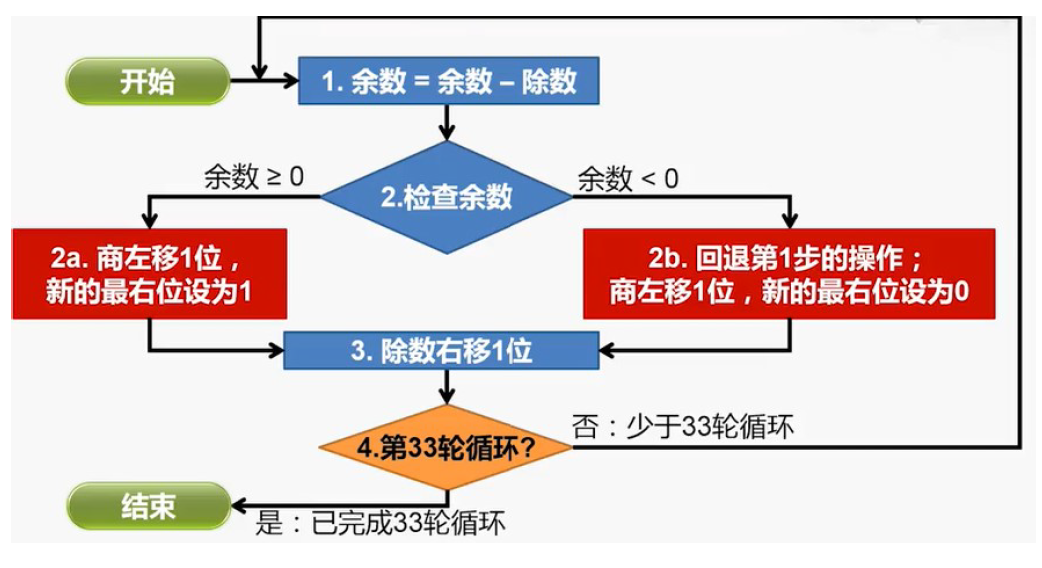 开始
1. 余数 = 余数 – 除数
余数 ≥ 0
2.检查余数
余数 < 0
2a. 商左移1位，
新的最右位设为1
2b. 回退第1步的操作；
商左移1位，新的最右位设为0
3. 除数右移1位
4.第33轮循环?
否：少于33轮循环
结束
是：已完成33轮循环